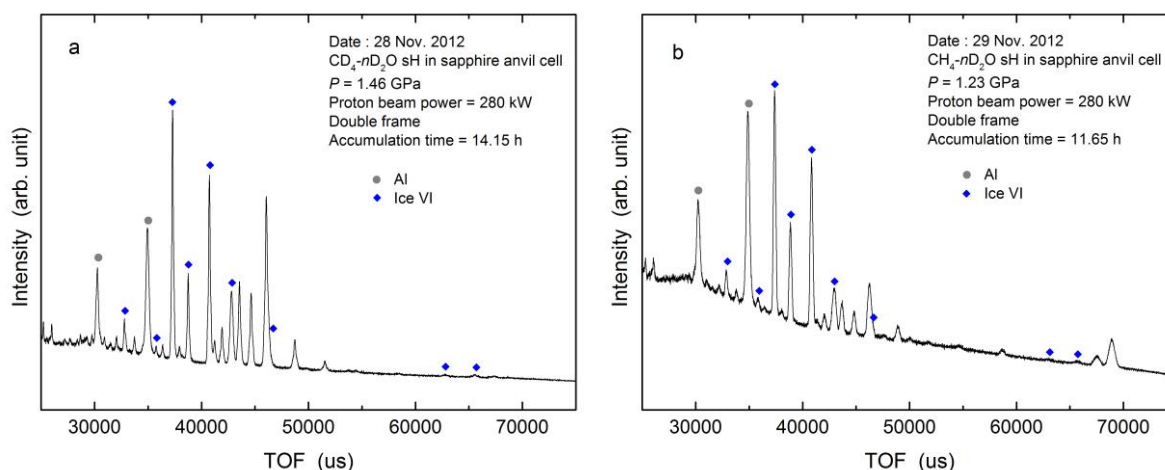 a
Date : 28 Nov. 2012
CD4-nD2O sH in sapphire anvil cell
P = 1.46 GPa
Proton beam power = 280 kW
Double frame
Accumulation time = 14.15 h
Al
Ice VI
Intensity (arb. unit)
30000 40000 50000 60000 70000
TOF (us)
b
Date : 29 Nov. 2012
CH4-nD2O sH in sapphire anvil cell
P = 1.23 GPa
Proton beam power = 280 kW
Double frame
Accumulation time = 11.65 h
Al
Ice VI
Intensity (arb. unit)
30000 40000 50000 60000 70000
TOF (us)